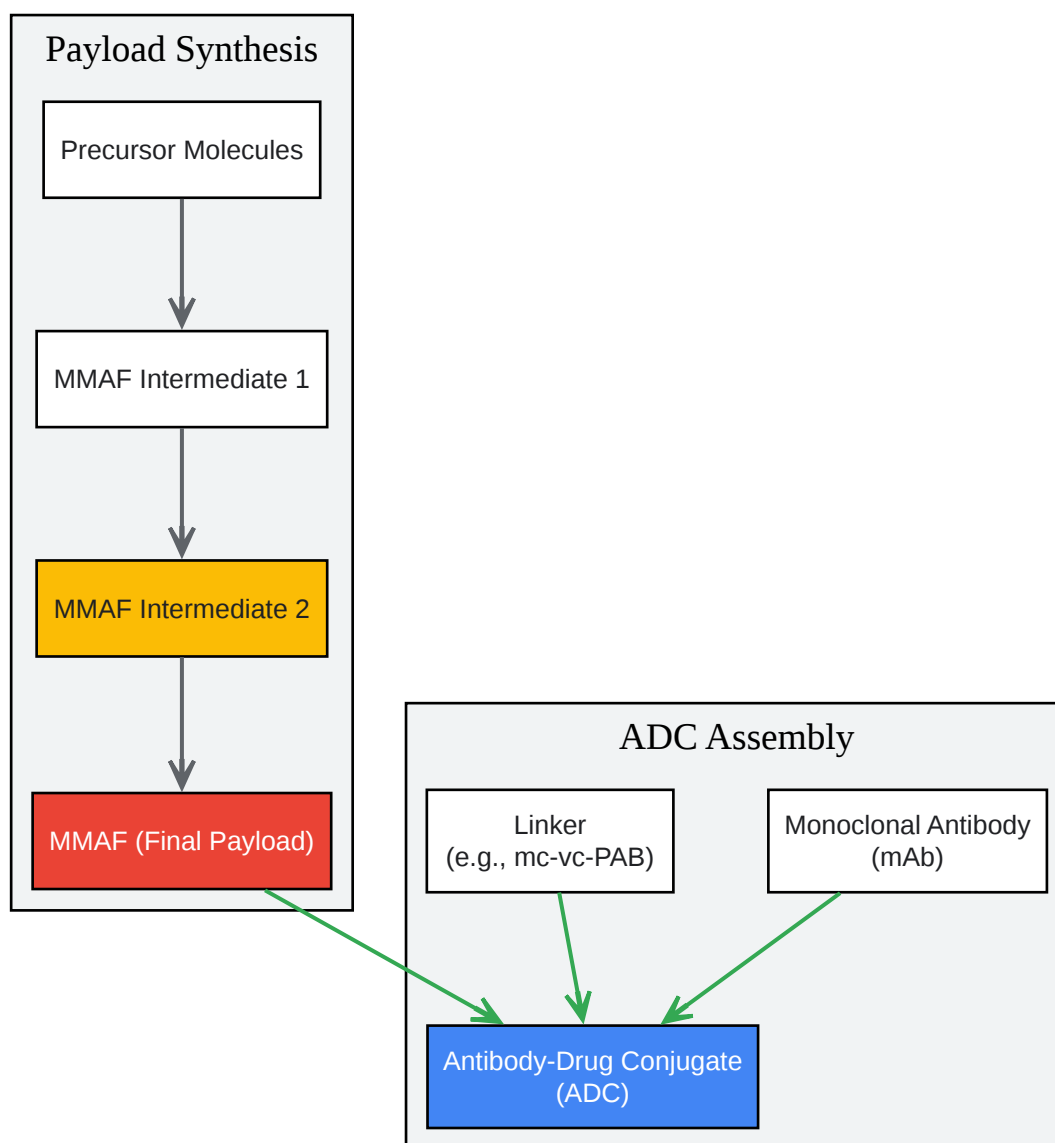 Payload Synthesis
Precursor Molecules
MMAF Intermediate 1
MMAF Intermediate 2
MMAF (Final Payload)
ADC Assembly
Linker
(e.g., mc-vc-PAB)
Monoclonal Antibody
(mAb)
Antibody-Drug Conjugate
(ADC)